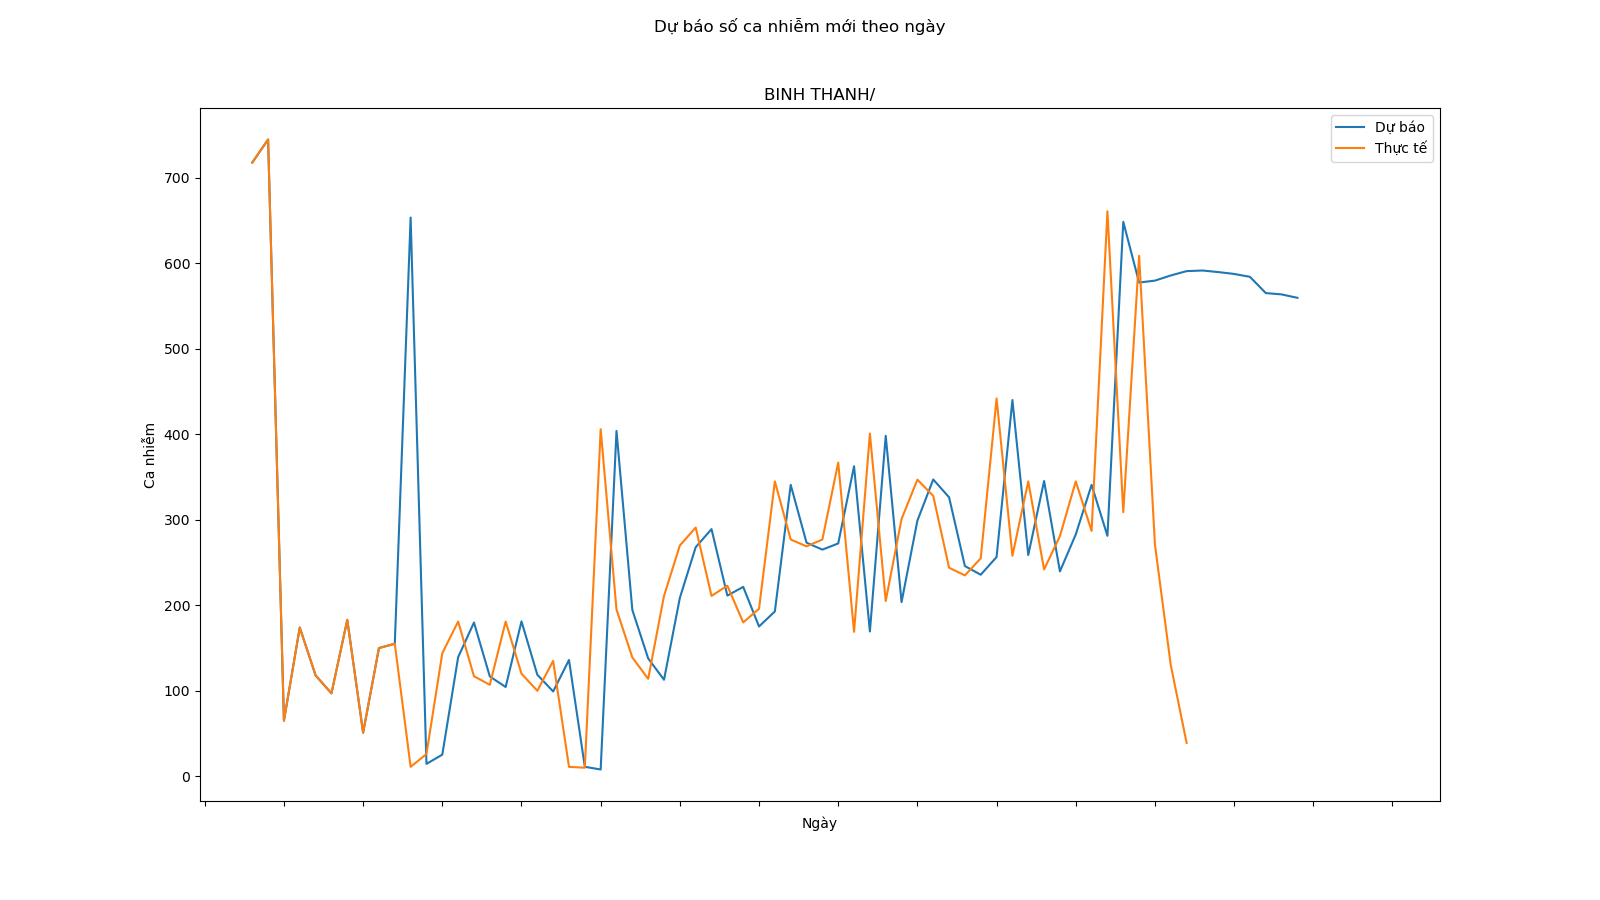 Dự báo số ca nhiễm mới theo ngày
BINH THANH/
Dự báo
Thực tế
700
600
500
400
300
200
100
0
Ca nhiễm
Ngày